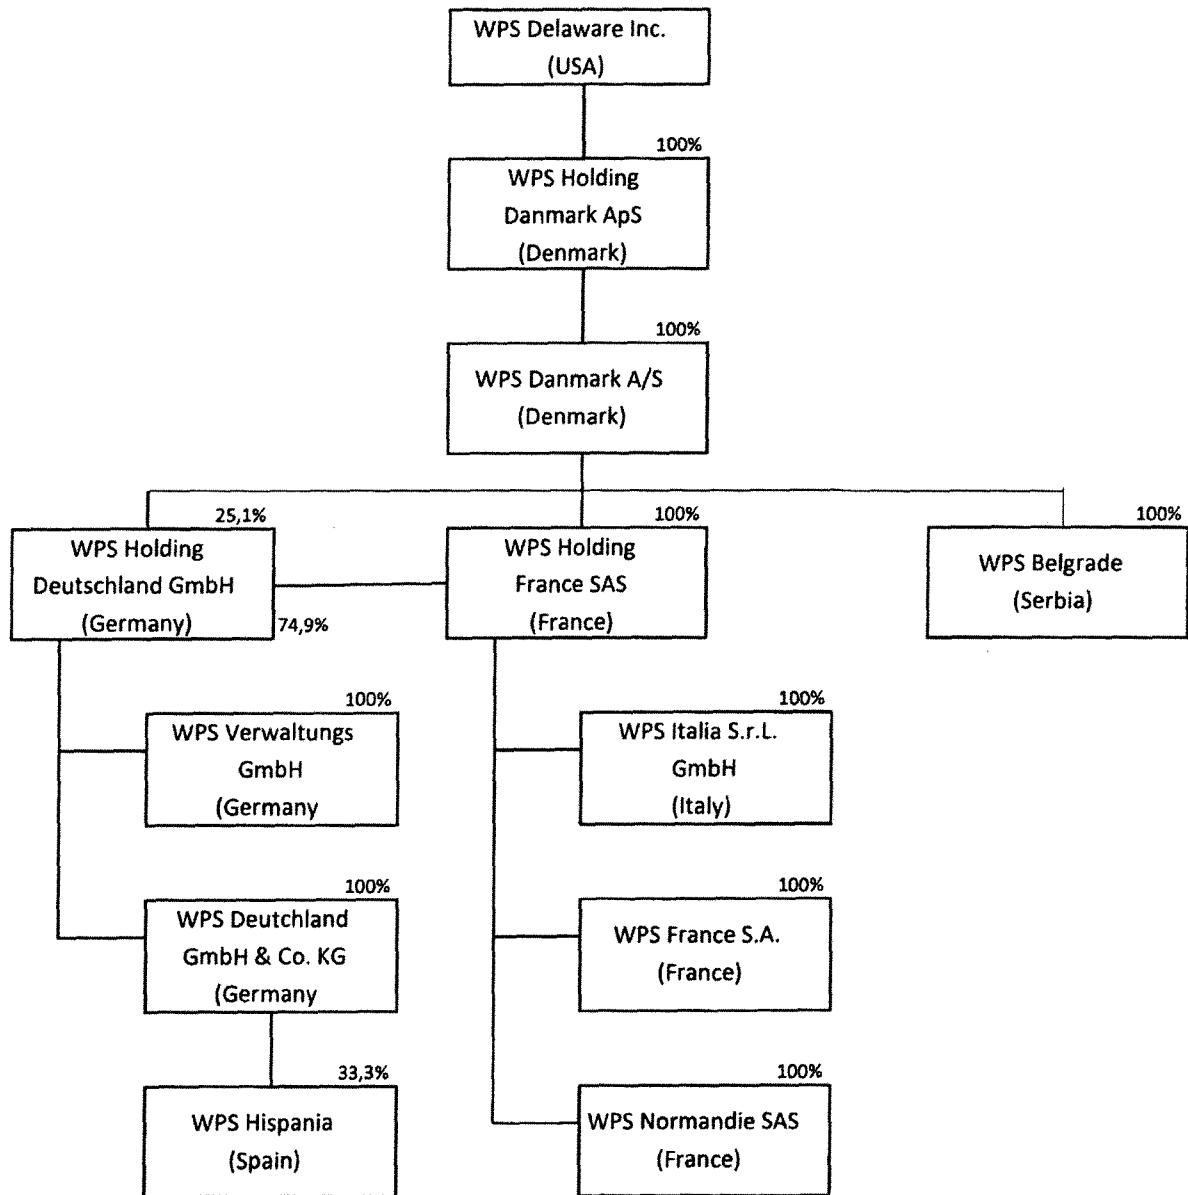 WPS Delaware Inc.
(USA)
100%
WPS Holding
Danmark ApS
(Denmark)
100%
WPS Danmark A/S
(Denmark)
25,1%
WPS Holding
Deutschland GmbH
(Germany)
74,9%
100%
WPS Holding
France SAS
(France)
100%
WPS Belgrade
(Serbia)
100%
WPS Verwaltungs
GmbH
(Germany
100%
WPS Italia S.r.L.
GmbH
(Italy)
100%
WPS Deutchland
GmbH & Co. KG
(Germany
100%
WPS France S.A.
(France)
33,3%
WPS Hispania
(Spain)
100%
WPS Normandie SAS
(France)